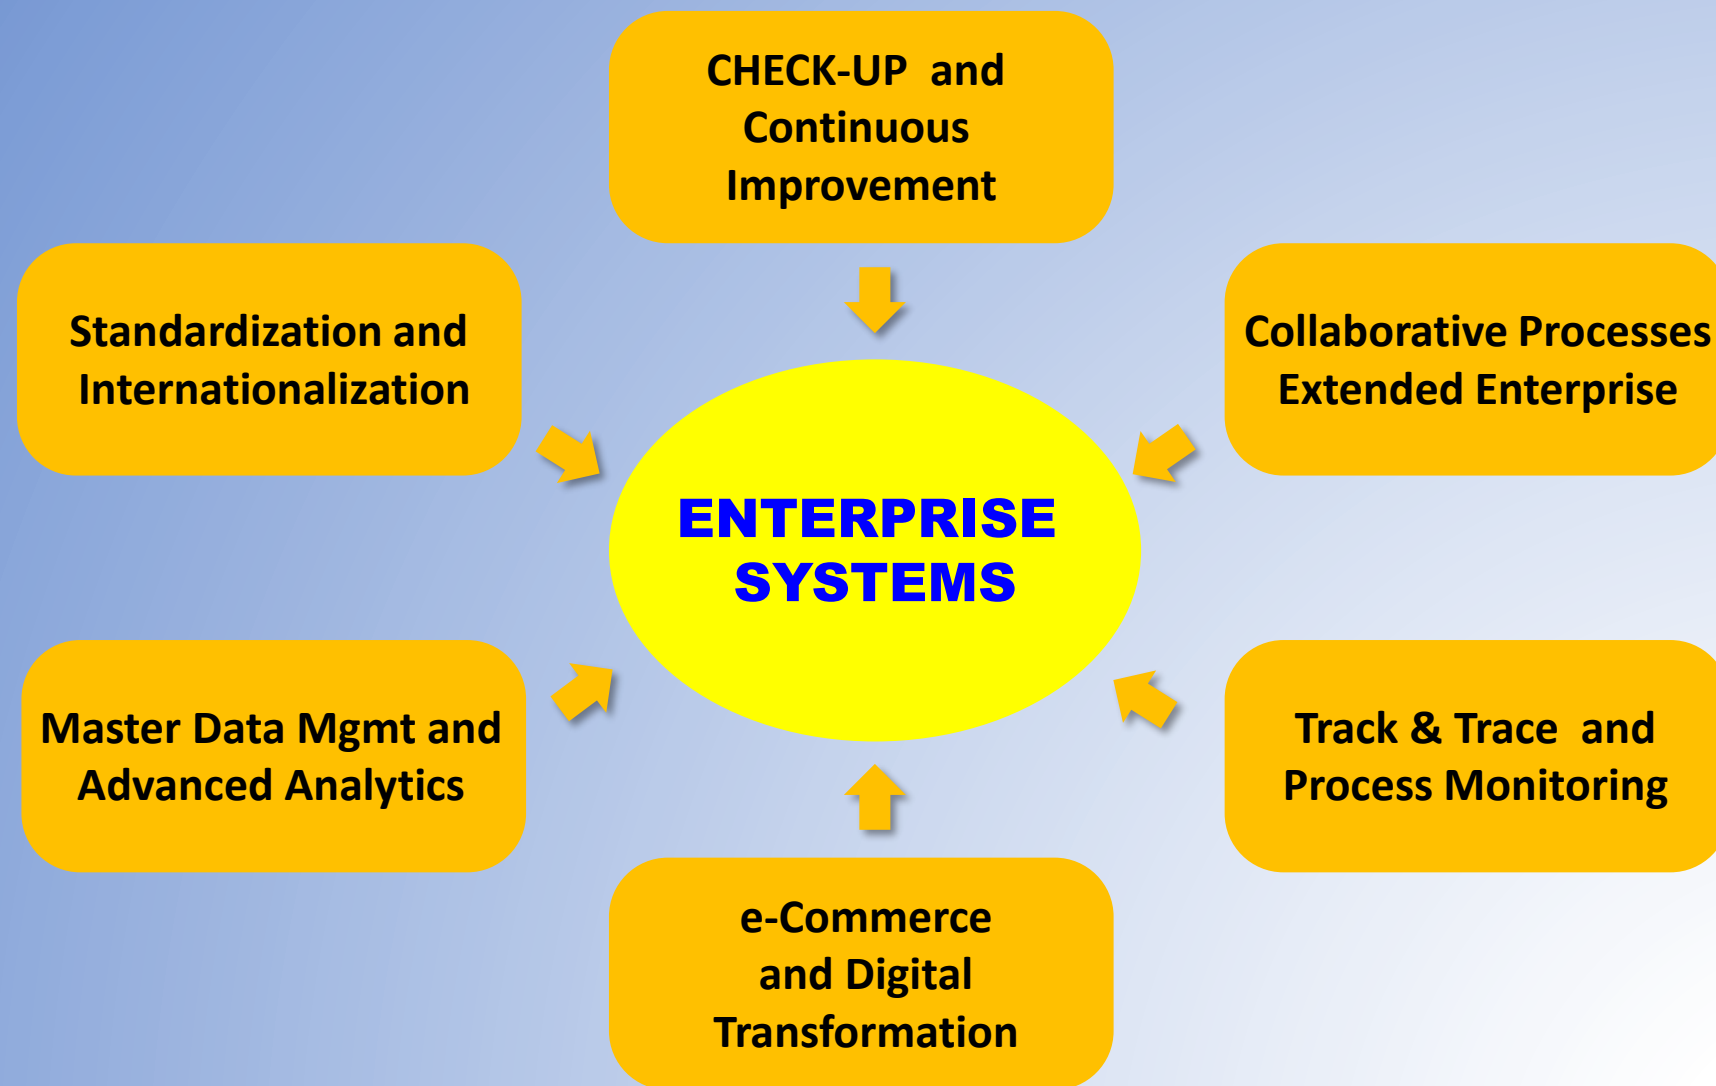 CHECK-UP  and
Continuous
Improvement
Standardization and
Internationalization
Collaborative Processes
Extended Enterprise
ENTERPRISE
SYSTEMS
Master Data Mgmt and
Advanced Analytics
Track & Trace  and
Process Monitoring
e-Commerce
and Digital
Transformation